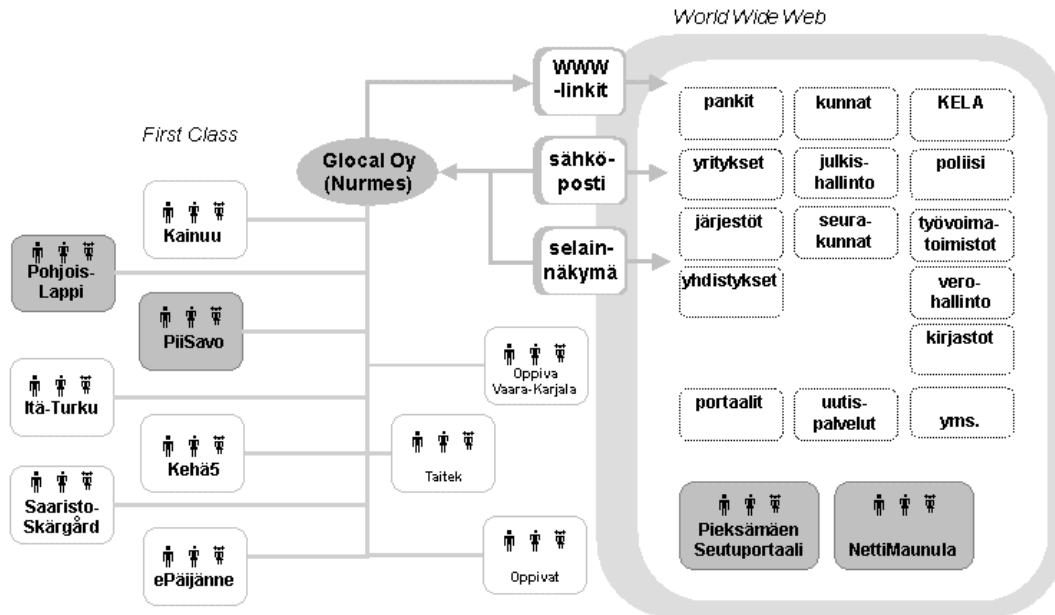 World Wide Web
First Class
WWW
-linkit
sähkö-
posti
selain-
näkymä
Glocal Oy
(Nurmes)
Kainuu
Pohjois-
Lappi
PiiSavo
Itä-Turku
Kehä5
Saaristo-
Skärgård
ePäijänne
Oppiva
Vaara-Karjala
Taitek
Oppivat
pankit
kunnat
KELA
yritykset
julkis-
hallinto
poliisi
järjestöt
seura-
kunnat
työvoima-
toimistot
yhdistykset
vero-
hallinto
kirjastot
portaalit
uutis-
palvelut
yms.
Pieksämäen
Seutuportaali
NettiMaunula